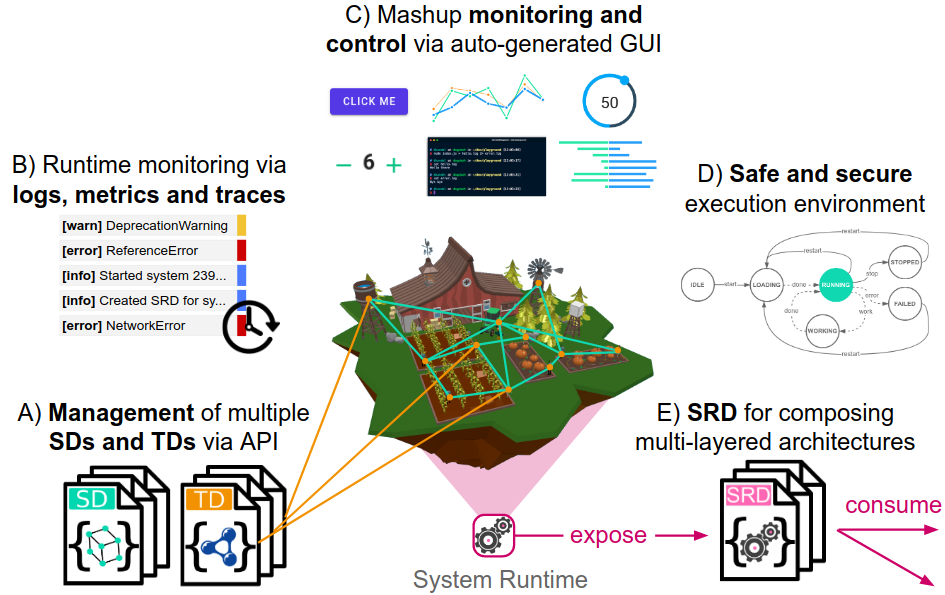 C) Mashup monitoring and
control via auto-generated GUI
CLICK ME
50
6
B) Runtime monitoring via
logs, metrics and traces
[warn] DeprecationWarning
[error] ReferenceError
[info] Started system 239...
[info] Created SRD for sy...
[error] NetworkError
D) Safe and secure
execution environment
restart
restart
IDLE
start
LOADING
done
RUNNING
stop
STOPPED
error
FAILED
done
work
WORKING
restart
A) Management of multiple
SDs and TDs via API
SD
TD
E) SRD for composing
multi-layered architectures
SRD
consume
expose
System Runtime